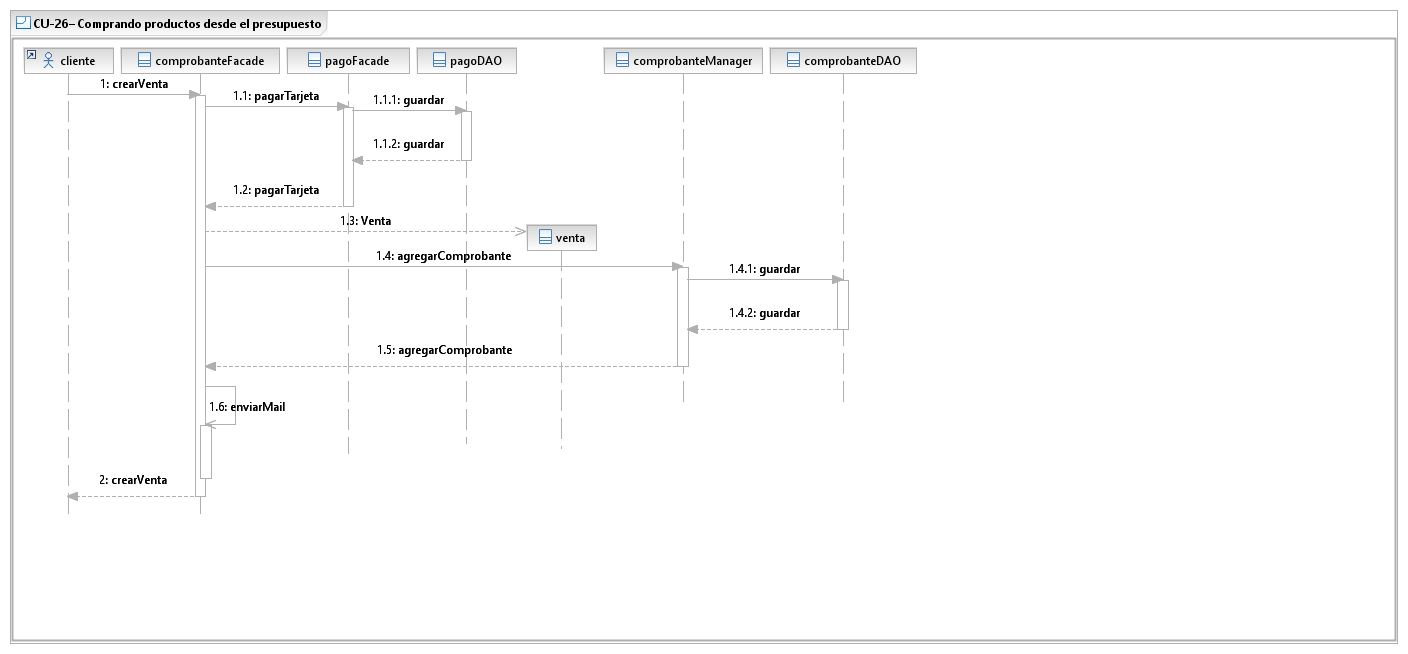 CU-26– Comprando productos desde el presupuesto
cliente
comprobanteFacade
pagoFacade
pagoDAO
comprobanteManager
comprobanteDAO
1: crearVenta
1.1: pagarTarjeta
1.1.1: guardar
1.1.2: guardar
1.2: pagarTarjeta
1.3: Venta
venta
1.4: agregarComprobante
1.4.1: guardar
1.4.2: guardar
1.5: agregarComprobante
1.6: enviarMail
2: crearVenta